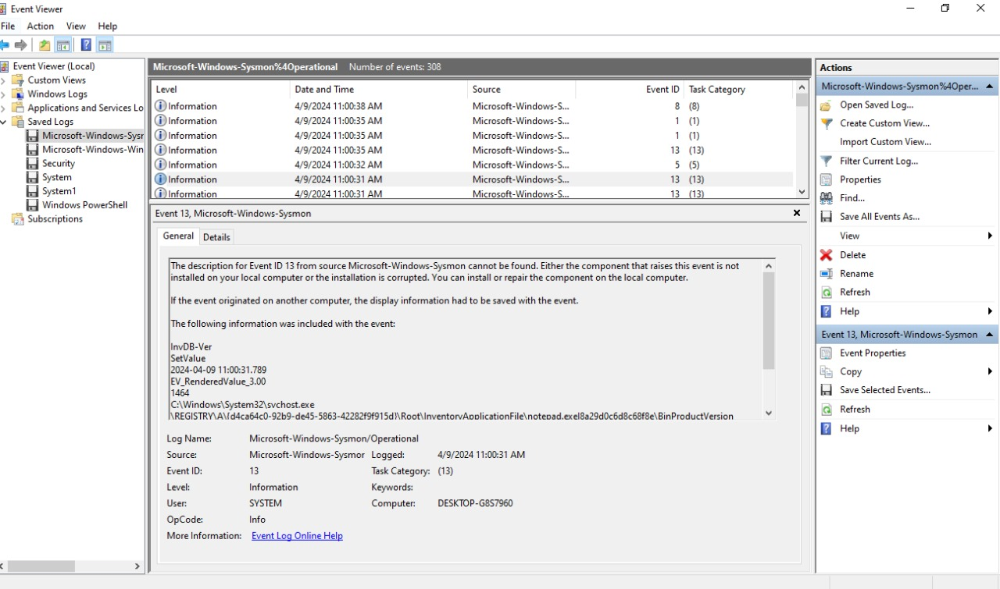 Event Viewer
File Action View Help
Event Viewer (Local)
Custom Views
Windows Logs
Applications and Services Lo
Saved Logs
Microsoft-Windows-Sysr
Microsoft-Windows-Win
Security
System
System1
Windows PowerShell
Subscriptions
Microsoft-Windows-Sysmon%4Operational Number of events: 308
Level Date and Time Source Event ID Task Category
Information 4/9/2024 11:00:38 AM Microsoft-Windows-S... 8 (8)
Information 4/9/2024 11:00:35 AM Microsoft-Windows-S... 1 (1)
Information 4/9/2024 11:00:35 AM Microsoft-Windows-S... 1 (1)
Information 4/9/2024 11:00:35 AM Microsoft-Windows-S... 13 (13)
Information 4/9/2024 11:00:32 AM Microsoft-Windows-S... 5 (5)
Information 4/9/2024 11:00:31 AM Microsoft-Windows-S... 13 (13)
Information 4/9/2024 11:00:31 AM Microsoft-Windows-S... 13 (13)
Event 13, Microsoft-Windows-Sysmon
General Details
The description for Event ID 13 from source Microsoft-Windows-Sysmon cannot be found. Either the component that raises this event is not
installed on your local computer or the installation is corrupted. You can install or repair the component on the local computer.
If the event originated on another computer, the display information had to be saved with the event.
The following information was included with the event:
InvDB-Ver
SetValue
2024-04-09 11:00:31.789
EV_RenderedValue_3.00
1464
C:\Windows\System32\svchost.exe
\REGISTRY\A\{d4ca64c0-92b9-de45-5863-42282f9f915d}\Root\InventoryApplicationFile\notepad.exe|8a29d0c6d8c68f8e\BinProductVersion
Log Name: Microsoft-Windows-Sysmon/Operational
Source: Microsoft-Windows-Sysmor Logged: 4/9/2024 11:00:31 AM
Event ID: 13 Task Category: (13)
Level: Information Keywords:
User: SYSTEM Computer: DESKTOP-G8S7960
OpCode: Info
More Information: Event Log Online Help
Actions
Microsoft-Windows-Sysmon%4Oper...
Open Saved Log...
Create Custom View...
Import Custom View...
Filter Current Log...
Properties
Find...
Save All Events As...
View
Delete
Rename
Refresh
Help
Event 13, Microsoft-Windows-Sysmon
Event Properties
Copy
Save Selected Events...
Refresh
Help